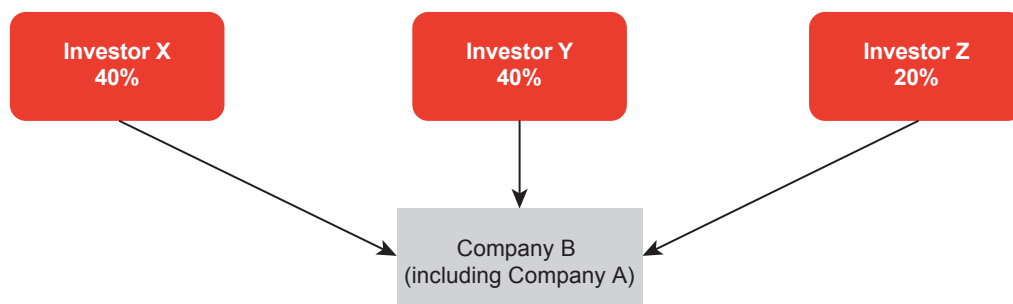 Investor X
40%
Investor Y
40%
Investor Z
20%
Company B
(including Company A)